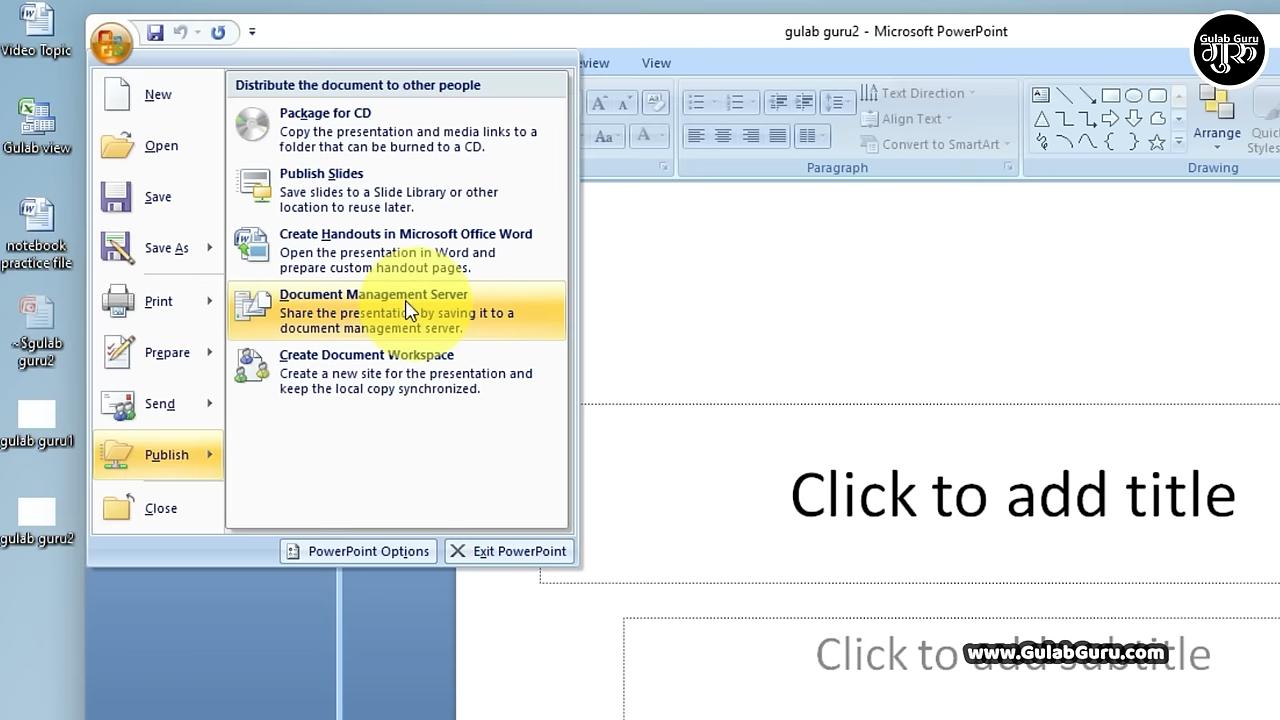 Video Topic
Gulab view
notebook
practice file
~$gulab
guru2
gulab guru1
gulab guru2
gulab guru2 - Microsoft PowerPoint
Gulab Guru
गुरु
eview
View
New
Open
Save
Save As
Print
Prepare
Send
Publish
Close
Distribute the document to other people
Package for CD
Copy the presentation and media links to a
folder that can be burned to a CD.
Publish Slides
Save slides to a Slide Library or other
location to reuse later.
Create Handouts in Microsoft Office Word
Open the presentation in Word and
prepare custom handout pages.
Document Management Server
Share the presentation by saving it to a
document management server.
Create Document Workspace
Create a new site for the presentation and
keep the local copy synchronized.
PowerPoint Options
Exit PowerPoint
A A
Aa
A
Text Direction
Align Text
Convert to SmartArt
Paragraph
Arrange
Quic
Styles
Drawing
Click to add title
Click to add subtitle
www.GulabGuru.com